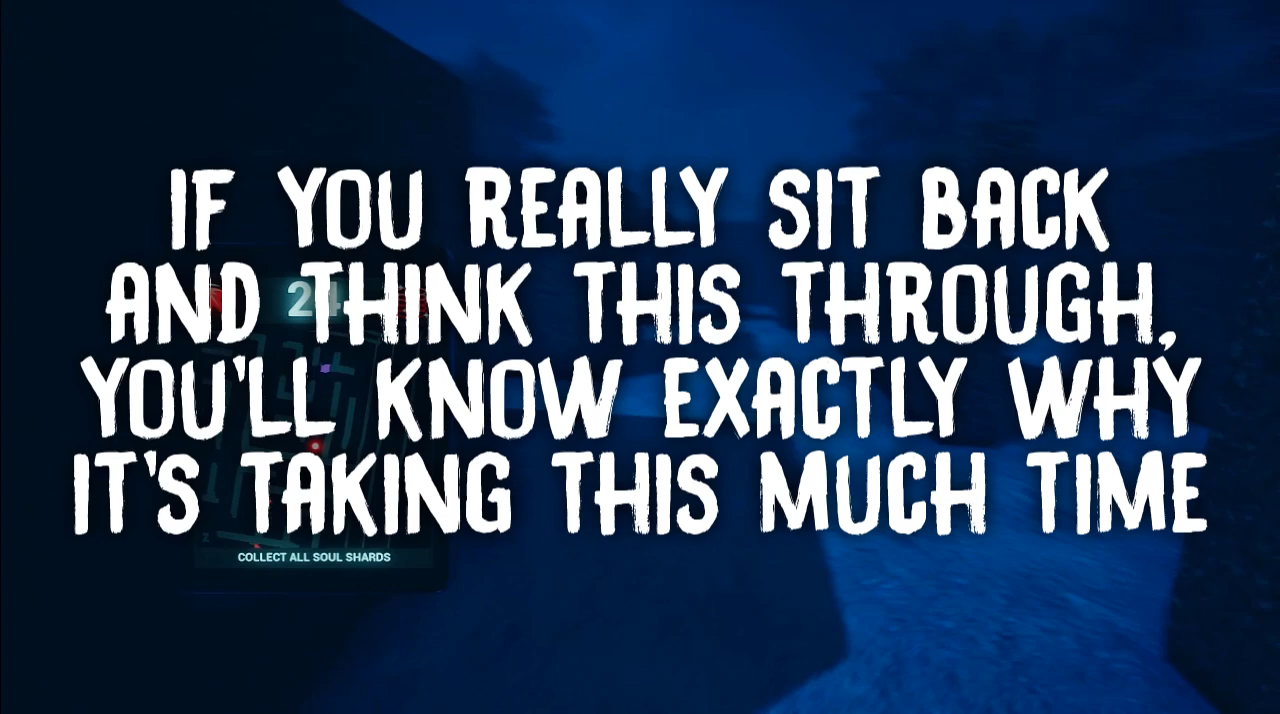 IF YOU REALLY SIT BACK
AND THINK THIS THROUGH,
YOU'LL KNOW EXACTLY WHY
IT'S TAKING THIS MUCH TIME
COLLECT ALL SOUL SHARDS